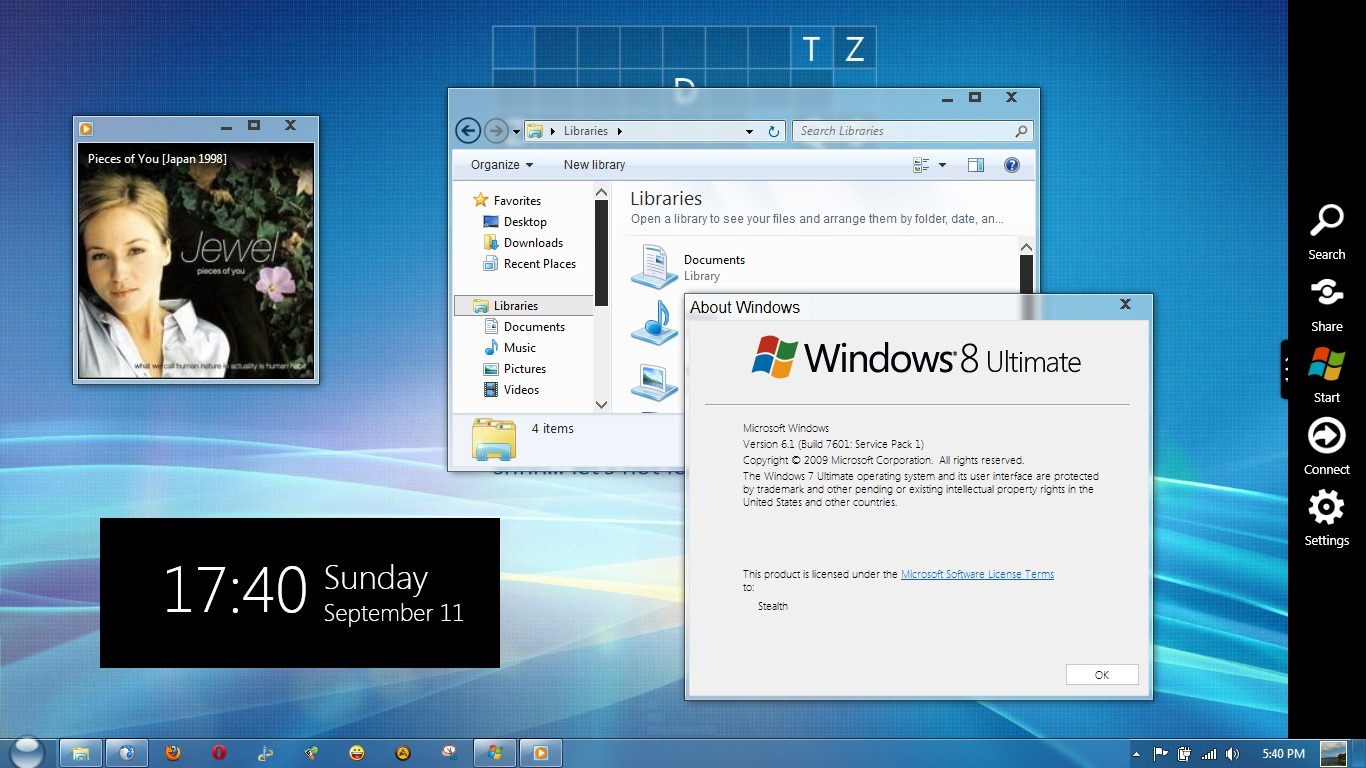 T Z
D
Pieces of You [Japan 1998]
Jewel
pieces of you
what we call human nature in actuality is human habit
Libraries
Search Libraries
Organize
New library
Favorites
Desktop
Downloads
Recent Places
Libraries
Documents
Music
Pictures
Videos
Libraries
Open a library to see your files and arrange them by folder, date, an...
Documents
Library
4 items
About Windows
Windows 8 Ultimate
Microsoft Windows
Version 6.1 (Build 7601: Service Pack 1)
Copyright © 2009 Microsoft Corporation. All rights reserved.
The Windows 7 Ultimate operating system and its user interface are protected
by trademark and other pending or existing intellectual property rights in the
United States and other countries.
This product is licensed under the Microsoft Software License Terms
to:
Stealth
OK
17:40
Sunday
September 11
Search
Share
Start
Connect
Settings
5:40 PM